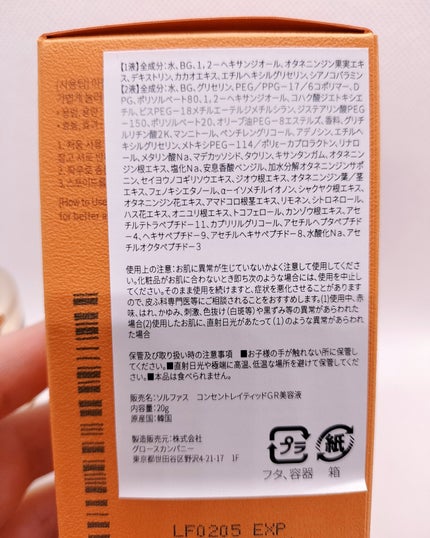 【1液】全成分：水、BG、1，2－ヘキサンジオール、オタネニンジン果実エキ
ス、デキストリン、カカオエキス、エチルヘキシルグリセリン、シアノコバラミン
【2液】全成分：水、BG、グリセリン、PEG／PPG－17／6コポリマー、D
PG、ポリソルベート80、1，2－ヘキサンジオール、コハク酸ジエトキシエ
チル、ビスPEG－18メチルエーテルジメチルシラン、ジステアリン酸PEG
－150、ポリソルベート20、オリーブ油PEG－8エステルズ、香料、グリチ
ルリチン酸2K、マンニトール、ペンチレングリコール、アデノシン、エチルヘ
キシルグリセリン、メトキシPEG－114／ポリε－カプロラクトン、リナロ
ール、メタリン酸Na、マデカッソシド、タウリン、キサンタンガム、オタネニン
ジン根エキス、塩化Na、安息香酸ベンジル、加水分解オタネニンジンサポニ
ン、セイヨウノコギリソウエキス、ジオウ根エキス、オタネニンジン葉／茎
エキス、フェノキシエタノール、α－イソメチルイオノン、シャクヤク根エキス、
オタネニンジン花エキス、アマドコロ根茎エキス、リモネン、シトロネロール、
ハス花エキス、オニユリ根エキス、トコフェロール、カンゾウ根エキス、アセ
チルテトラペプチド－11、カプリリルグリコール、アセチルヘプタペプチド
－4、ヘキサペプチド－9、アセチルヘキサペプチド－8、水酸化Na、アセ
チルオクタペプチド－3
使用上の注意：お肌に異常が生じていないかよく注意して使用してください。
化粧品がお肌に合わないとき即ち次のような場合には、使用を中止し
てください。そのまま使用を続けますと、症状を悪化させることがあります
ので、皮ふ科専門医等にご相談されることをおすすめします。(1)使用中、赤
味、はれ、かゆみ、刺激、色抜け(白斑等)や黒ずみ等の異常があらわれた
場合(2)使用したお肌に、直射日光があたって(1)のような異常があらわれ
た場合
保管及び取り扱い時の注意事項 ■お子様の手が触れない所に保管し
てください。■直射日光や極端に高温、低温な場所を避けて保管してくださ
い。■本品は食べられません。
販売名：ソルファス コンセントレイティッドGR美容液
内容量：20g
原産国：韓国
製造販売元：株式会社
グロースカンパニー
東京都世田谷区野沢4-21-17 1F
プラ 紙
フタ、容器 箱
LF0205 EXP